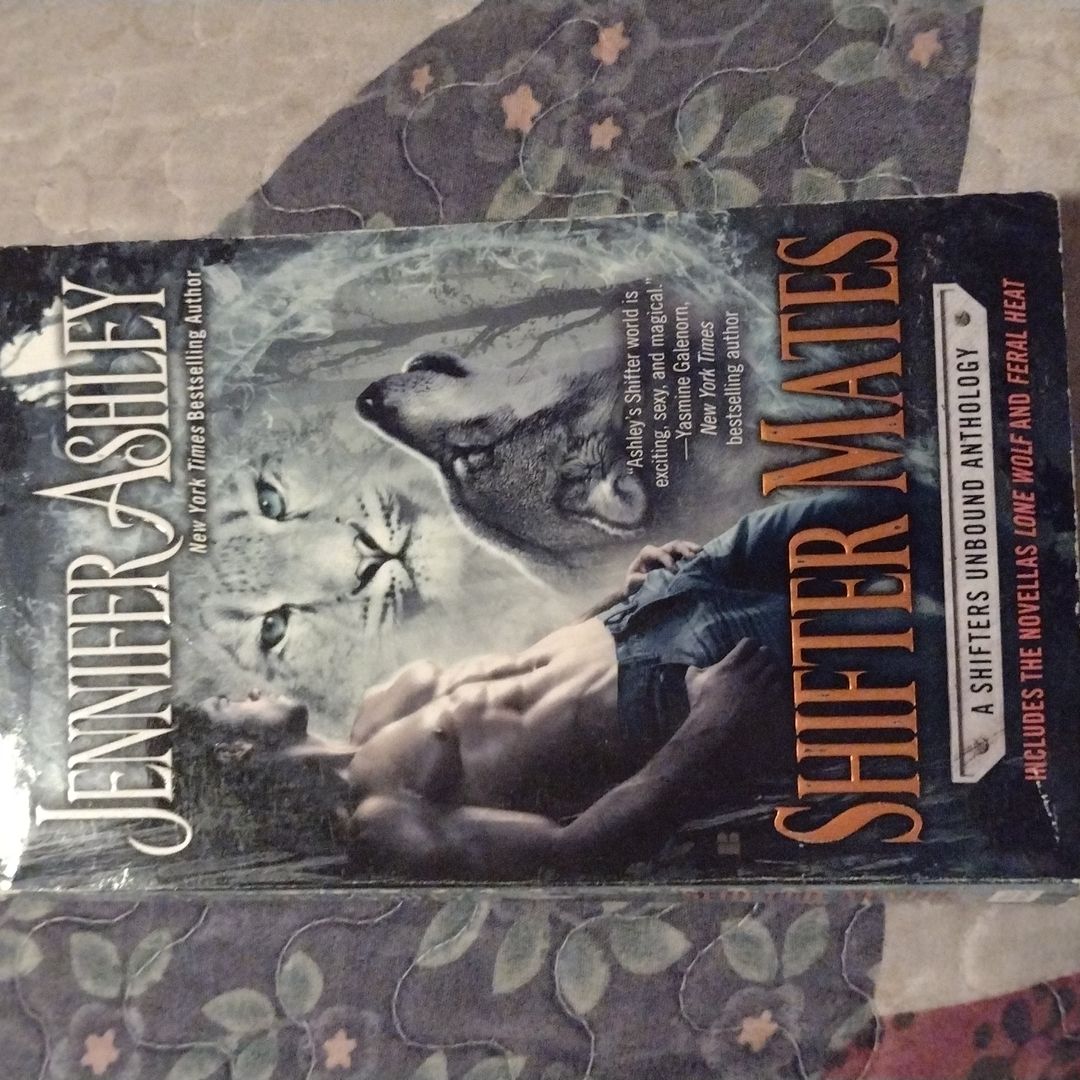 JENNIFER ASHLEY
New York Times Bestselling Author
"Ashley's Shifter world is
exciting, sexy, and magical."
—Yasmine Galenorn,
New York Times
bestselling author
SHIFTER MATES
A SHIFTERS UNBOUND ANTHOLOGY
INCLUDES THE NOVELLAS LONE WOLF AND FERAL HEAT